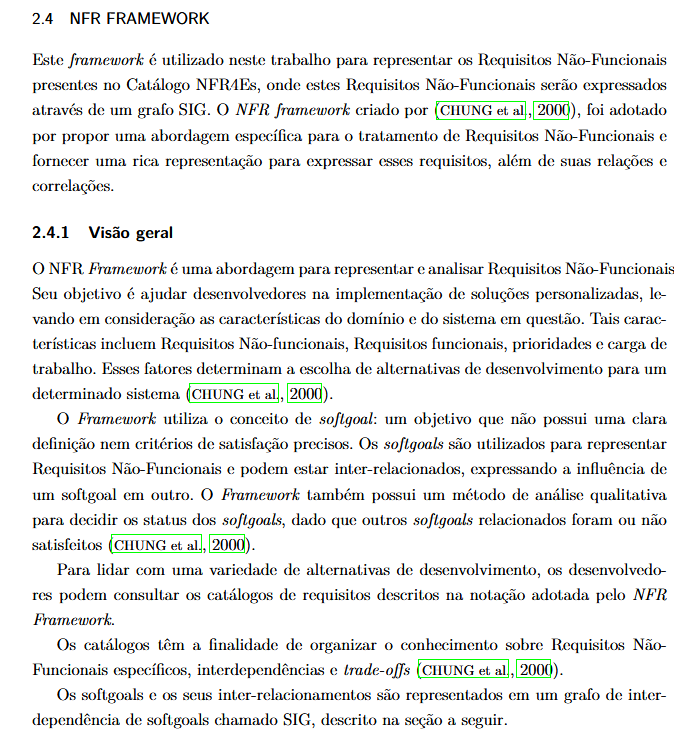 2.4 NFR FRAMEWORK
Este framework é utilizado neste trabalho para representar os Requisitos Não-Funcionais
presentes no Catálogo NFR4Es, onde estes Requisitos Não-Funcionais serão expressados
através de um grafo SIG. O NFR framework criado por (CHUNG et al., 2000), foi adotado
por propor uma abordagem específica para o tratamento de Requisitos Não-Funcionais e
fornecer uma rica representação para expressar esses requisitos, além de suas relações e
correlações.
2.4.1 Visão geral
O NFR Framework é uma abordagem para representar e analisar Requisitos Não-Funcionais
Seu objetivo é ajudar desenvolvedores na implementação de soluções personalizadas, le-
vando em consideração as características do domínio e do sistema em questão. Tais carac-
terísticas incluem Requisitos Não-funcionais, Requisitos funcionais, prioridades e carga de
trabalho. Esses fatores determinam a escolha de alternativas de desenvolvimento para um
determinado sistema (CHUNG et al., 2000).
O Framework utiliza o conceito de softgoal: um objetivo que não possui uma clara
definição nem critérios de satisfação precisos. Os softgoals são utilizados para representar
Requisitos Não-Funcionais e podem estar inter-relacionados, expressando a influência de
um softgoal em outro. O Framework também possui um método de análise qualitativa
para decidir os status dos softgoals, dado que outros softgoals relacionados foram ou não
satisfeitos (CHUNG et al., 2000).
Para lidar com uma variedade de alternativas de desenvolvimento, os desenvolvedo-
res podem consultar os catálogos de requisitos descritos na notação adotada pelo NFR
Framework.
Os catálogos têm a finalidade de organizar o conhecimento sobre Requisitos Não-
Funcionais específicos, interdependências e trade-offs (CHUNG et al., 2000).
Os softgoals e os seus inter-relacionamentos são representados em um grafo de inter-
dependência de softgoals chamado SIG, descrito na seção a seguir.